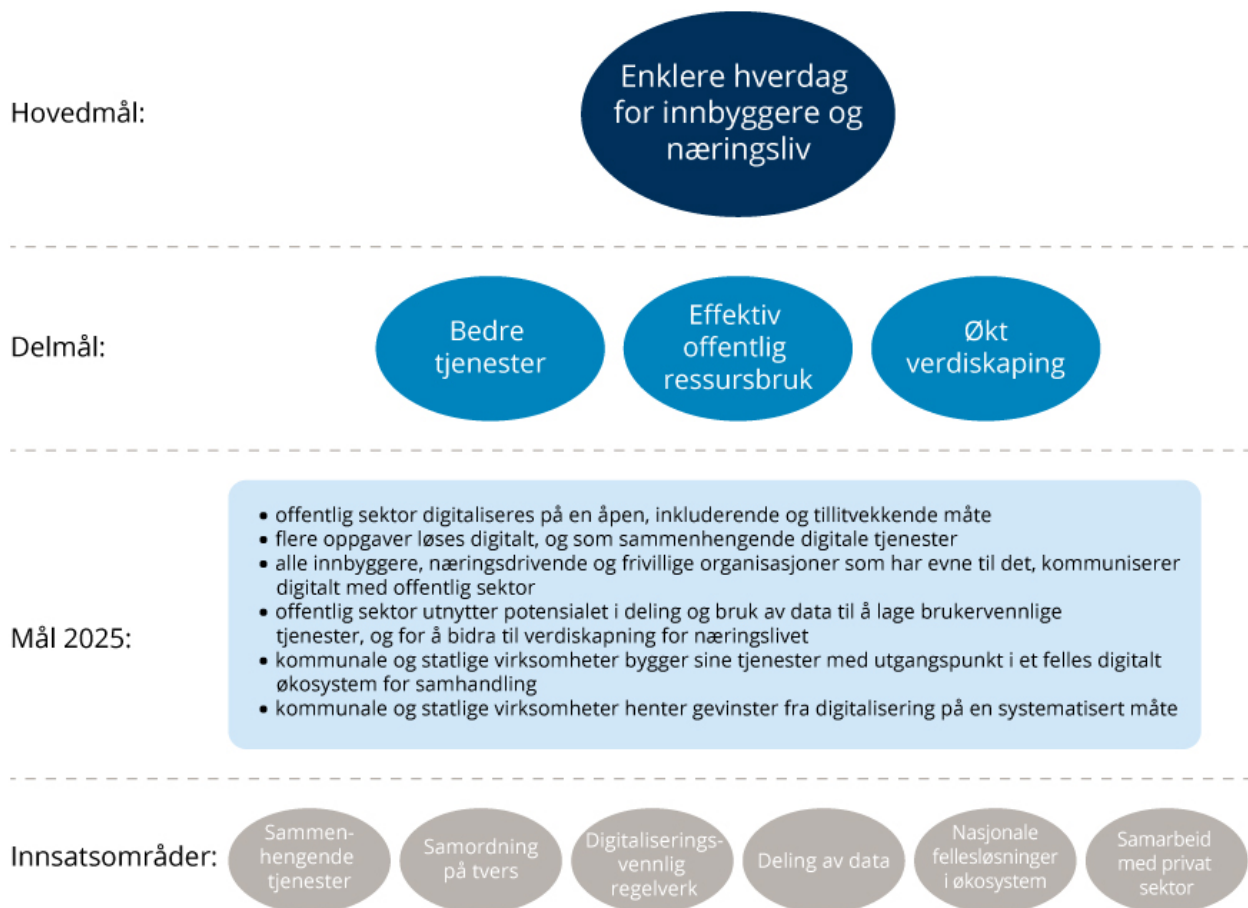 Hovedmål:
Enklere hverdag
for innbyggere og
næringsliv
Delmål:
Bedre
tjenester
Effektiv
offentlig
ressursbruk
Økt
verdiskaping
Mål 2025:
• offentlig sektor digitaliseres på en åpen, inkluderende og tillitvekkende måte
• flere oppgaver løses digitalt, og som sammenhengende digitale tjenester
• alle innbyggere, næringsdrivende og frivillige organisasjoner som har evne til det, kommuniserer
digitalt med offentlig sektor
• offentlig sektor utnytter potensialet i deling og bruk av data til å lage brukervennlige
tjenester, og for å bidra til verdiskapning for næringslivet
• kommunale og statlige virksomheter bygger sine tjenester med utgangspunkt i et felles digitalt
økosystem for samhandling
• kommunale og statlige virksomheter henter gevinster fra digitalisering på en systematisert måte
Innsatsområder:
Sammen-
hengende
tjenester
Samordning
på tvers
Digitaliserings-
vennlig
regelverk
Deling av data
Nasjonale
fellesløsninger
i økosystem
Samarbeid
med privat
sektor